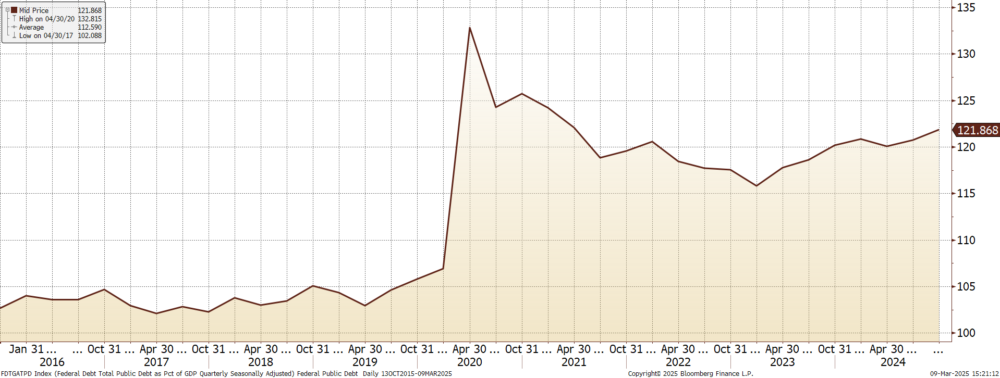 Mid Price 121.868
High on 04/30/20 132.815
Average 112.590
Low on 04/30/17 102.088
135
130
125
121.868
120
115
110
105
100
Jan 31 ... ... Oct 31 ... Apr 30 ... Oct 31 ... Apr 30 ... Oct 31 ... Apr 30 ... Oct 31 ... Apr 30 ... Oct 31 ... Apr 30 ... Oct 31 ... Apr 30 ... Oct 31 ... Apr 30 ... Oct 31 ... Apr 30 ... ...
2016 2017 2018 2019 2020 2021 2022 2023 2024
FDTGATPD Index (Federal Debt Total Public Debt as Pct of GDP Quarterly Seasonally Adjusted) Federal Public Debt Daily 13OCT2015-09MAR2025 Copyright© 2025 Bloomberg Finance L.P. 09-Mar-2025 15:21:12